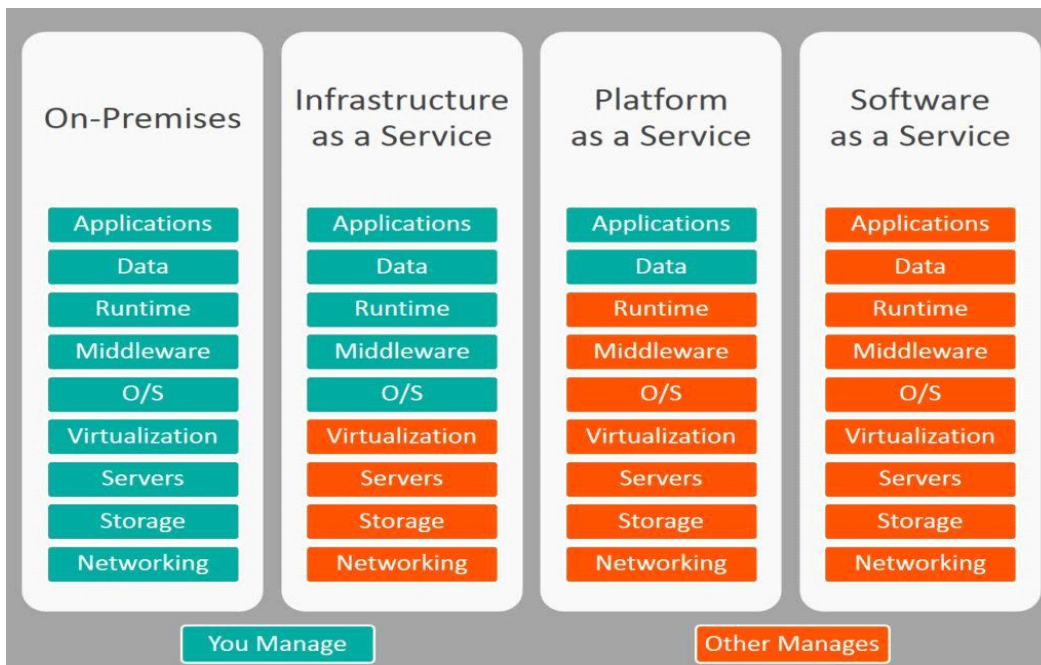 On-Premises
Applications
Data
Runtime
Middleware
O/S
Virtualization
Servers
Storage
Networking
Infrastructure
as a Service
Applications
Data
Runtime
Middleware
O/S
Virtualization
Servers
Storage
Networking
Platform
as a Service
Applications
Data
Runtime
Middleware
O/S
Virtualization
Servers
Storage
Networking
Software
as a Service
Applications
Data
Runtime
Middleware
O/S
Virtualization
Servers
Storage
Networking
You Manage
Other Manages